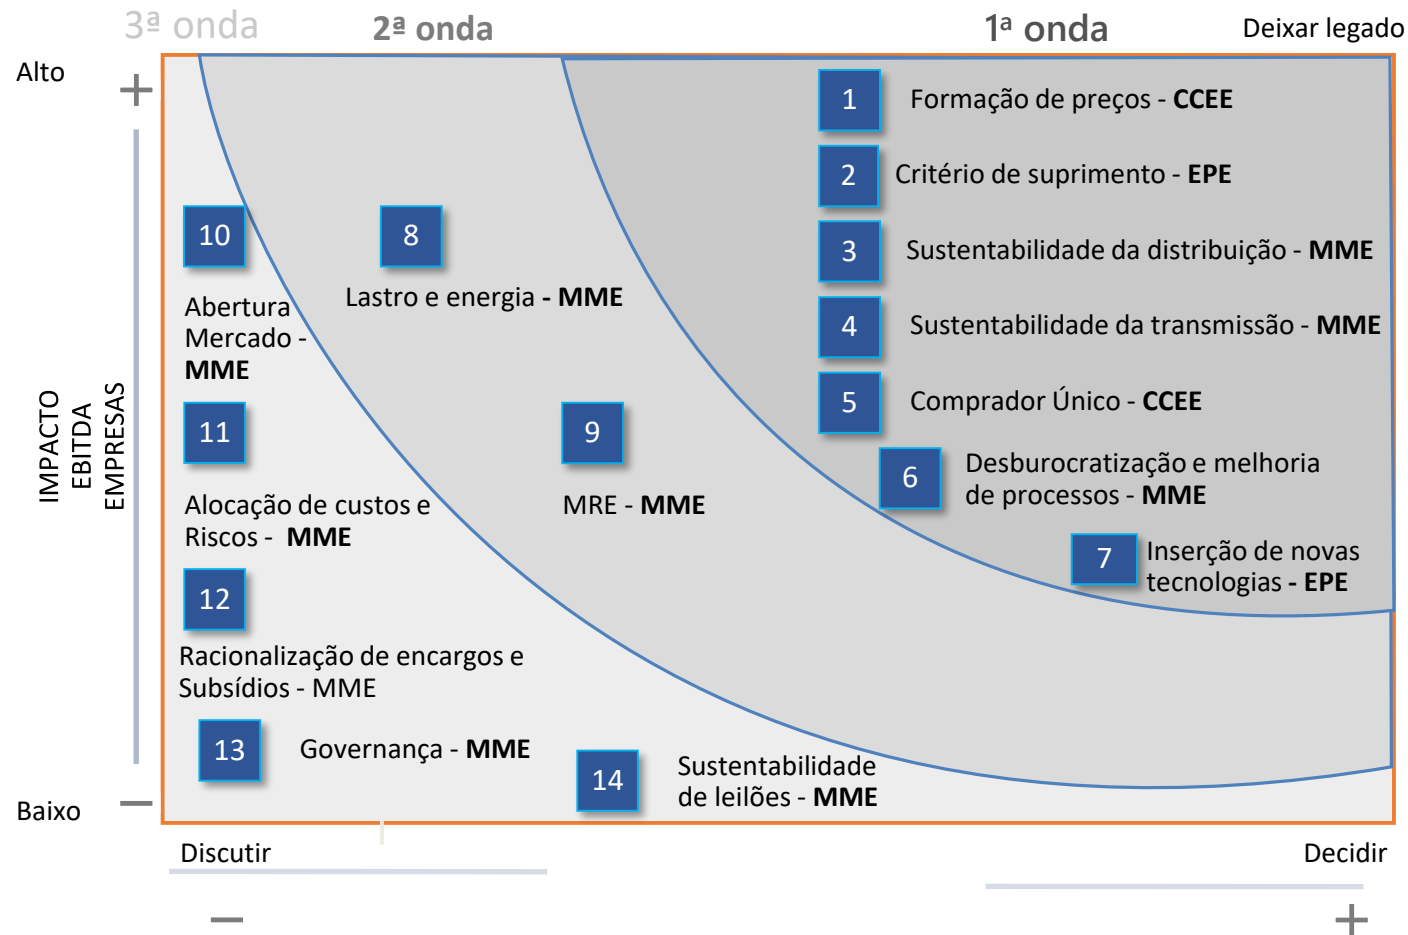 3ª onda
2ª onda
1ª onda
Deixar legado
Alto
+
1
Formação de preços - CCEE
2
Critério de suprimento - EPE
3
Sustentabilidade da distribuição - MME
4
Sustentabilidade da transmissão - MME
5
Comprador Único - CCEE
6
Desburocratização e melhoria
de processos - MME
7
Inserção de novas
tecnologias - EPE
8
Lastro e energia - MME
9
MRE - MME
10
Abertura
Mercado -
MME
11
Alocação de custos e
Riscos - MME
12
Racionalização de encargos e
Subsídios - MME
13
Governança - MME
14
Sustentabilidade
de leilões - MME
IMPACTO
EBITDA
EMPRESAS
Baixo
−
Discutir
Decidir
−
+